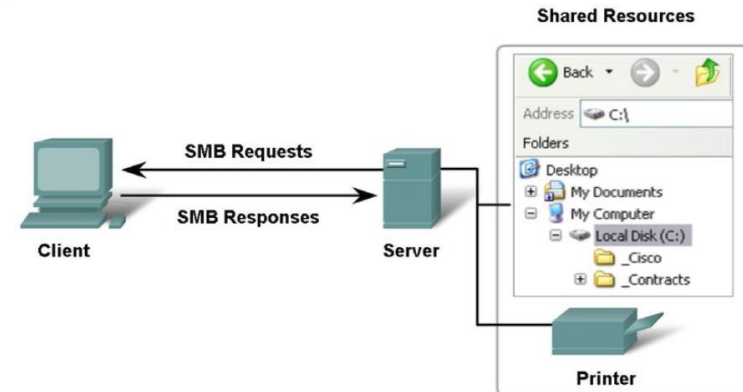 Shared Resources
Back
Address C:\
Folders
Desktop
My Documents
My Computer
Local Disk (C:)
_Cisco
_Contracts
SMB Requests
SMB Responses
Client
Server
Printer